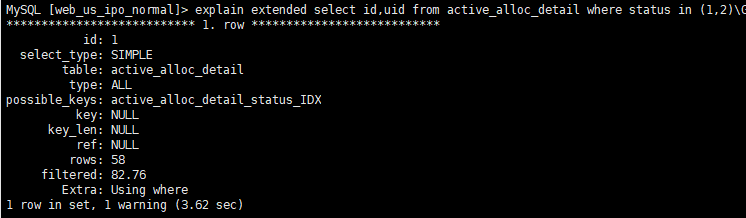 MySQL [web_us_ipo_normal]> explain extended select id,uid from active_alloc_detail where status in (1,2)\G
*************************** 1. row ***************************
id: 1
select_type: SIMPLE
table: active_alloc_detail
type: ALL
possible_keys: active_alloc_detail_status_IDX
key: NULL
key_len: NULL
ref: NULL
rows: 58
filtered: 82.76
Extra: Using where
1 row in set, 1 warning (3.62 sec)